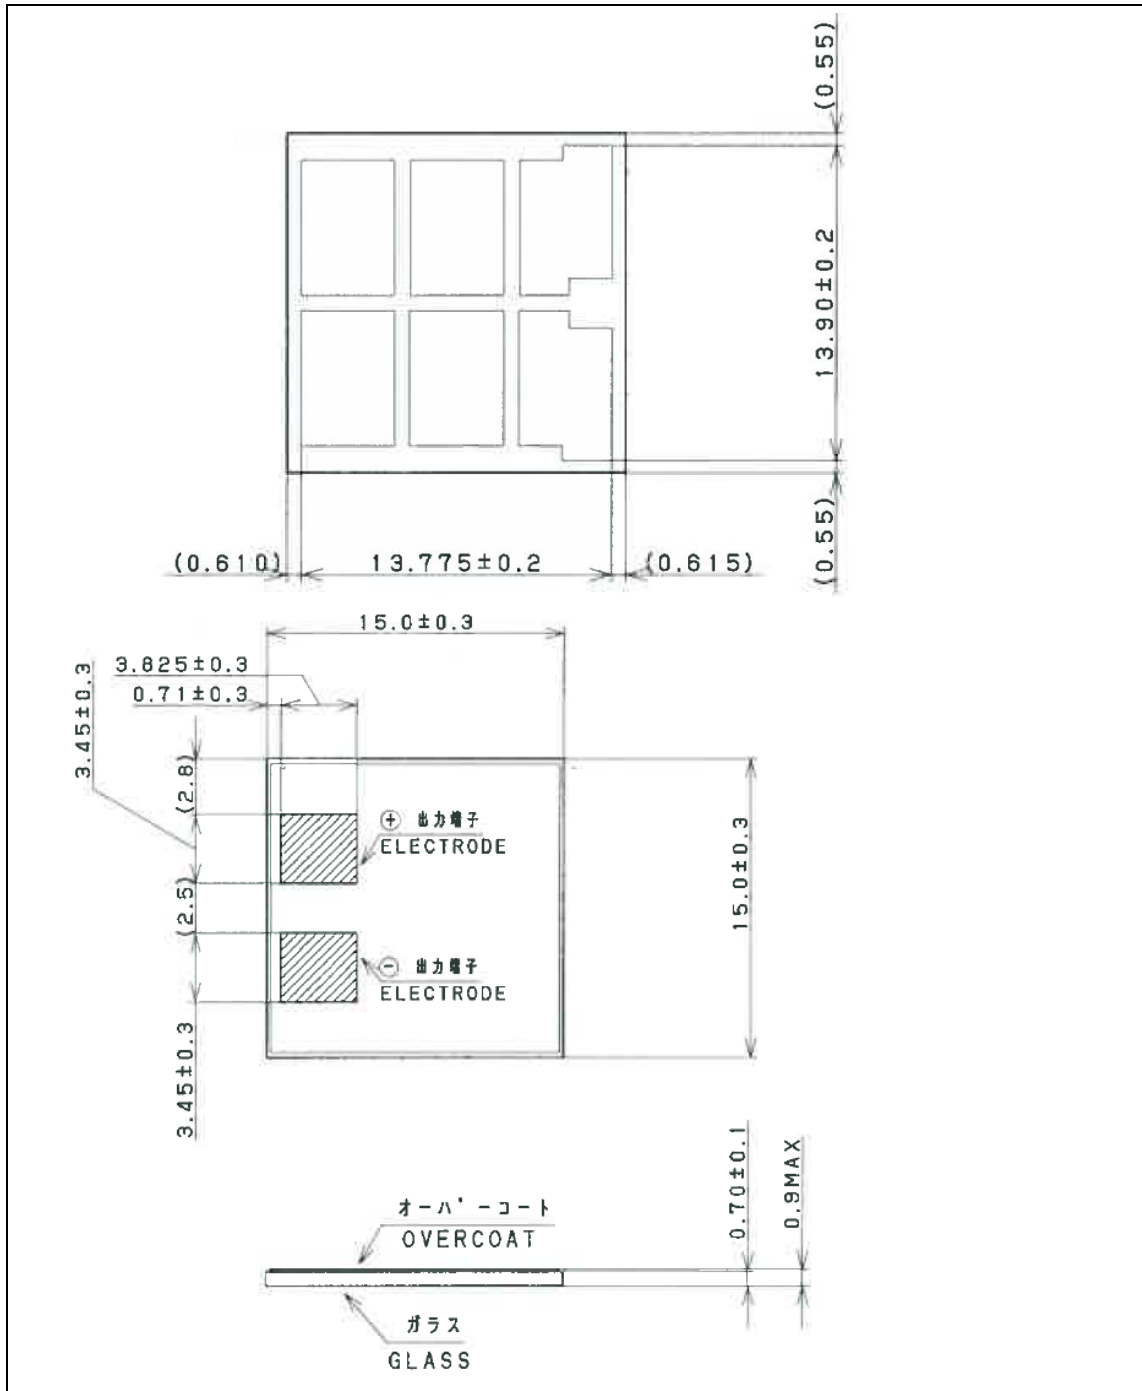 (0.55)
13.90±0.2
(0.55)
(0.610)
13.775±0.2
(0.615)
15.0±0.3
3.825±0.3
0.71±0.3
3.45±0.3
(2.8)
⊕ 出力端子
ELECTRODE
(2.5)
15.0±0.3
⊖ 出力端子
ELECTRODE
3.45±0.3
オーバーコート
OVERCOAT
0.70±0.1
0.9MAX
ガラス
GLASS